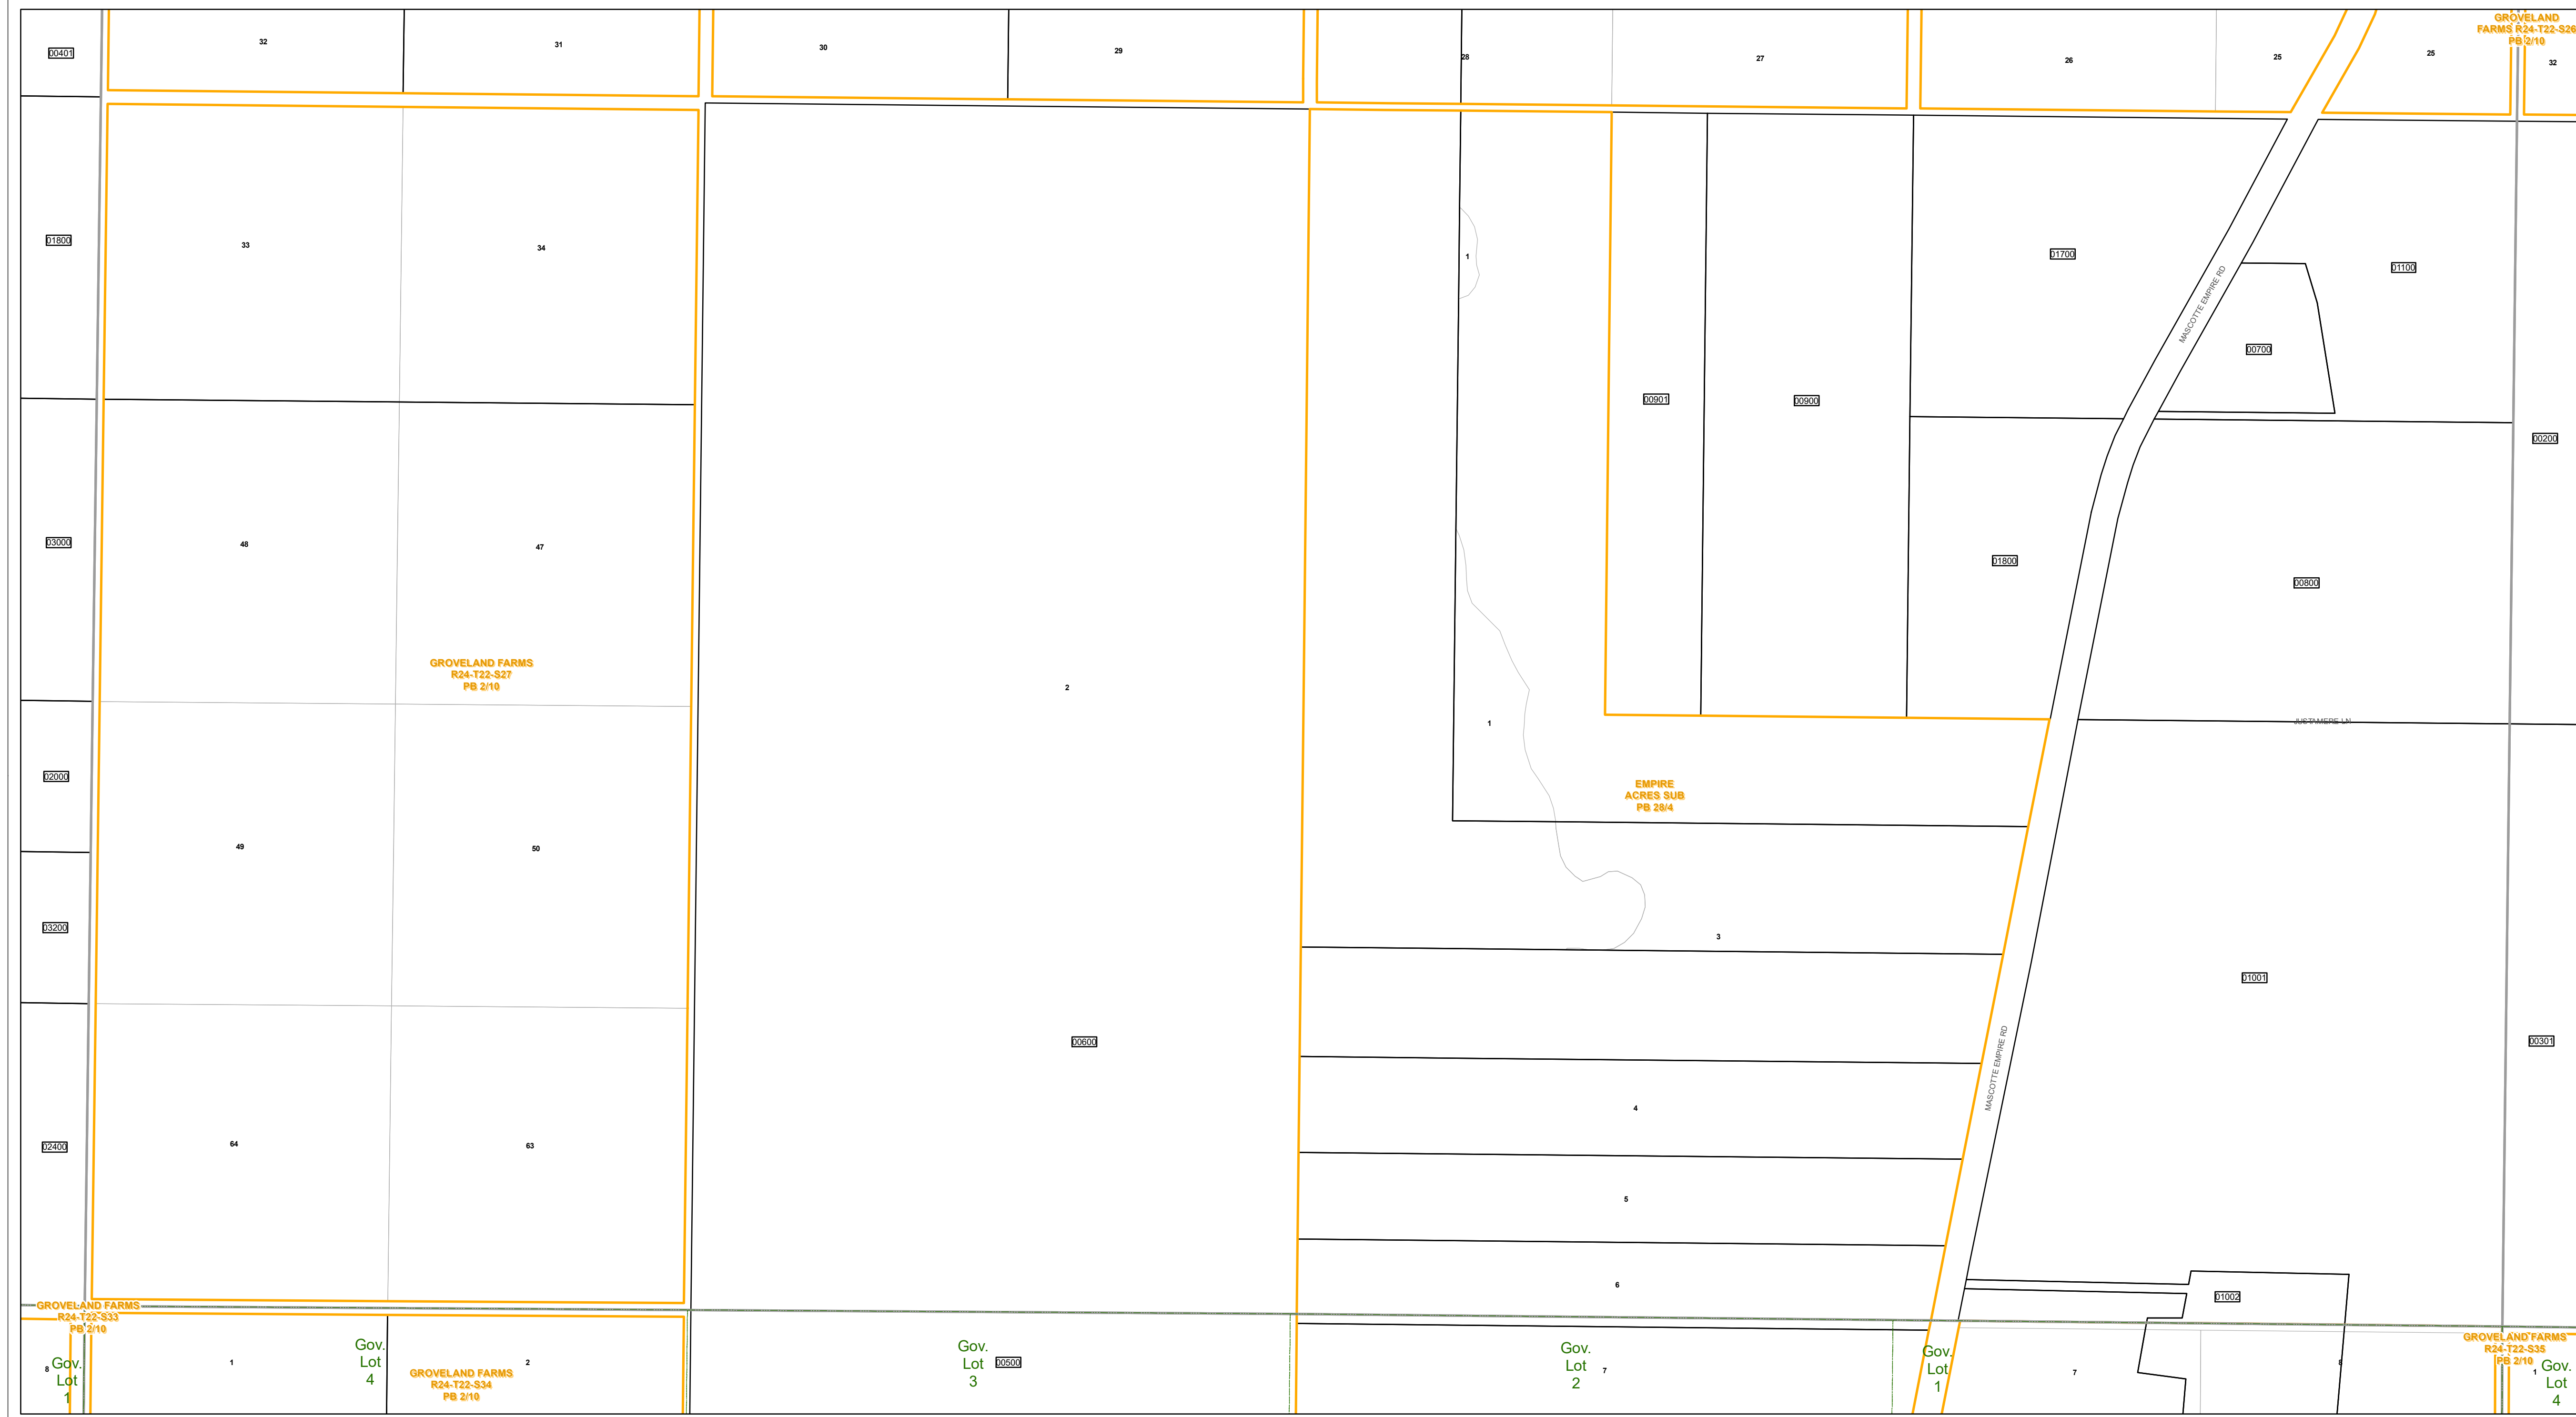 00401
32
31
30
29
28
27
26
25
25
GROVELAND
FARMS R24-T22-S26
PB 2/10
32
01800
33
34
1
01700
MASCOTTE EMPIRE RD
01100
00700
00901
00900
00200
03000
48
47
01800
00800
GROVELAND FARMS
R24-T22-S27
PB 2/10
2
1
JUSTAMERE LN
02000
EMPIRE
ACRES SUB
PB 28/4
49
50
03200
3
01001
00600
00301
MASCOTTE EMPIRE RD
02400
64
63
4
5
6
01002
GROVELAND FARMS
R24-T22-S33
PB 2/10
8
Gov.
Lot
1
1
Gov.
Lot
4
GROVELAND FARMS
R24-T22-S34
PB 2/10
2
Gov.
Lot
3
00500
Gov.
Lot
2
7
Gov.
Lot
1
7
8
GROVELAND FARMS
R24-T22-S35
PB 2/10
1
Gov.
Lot
4